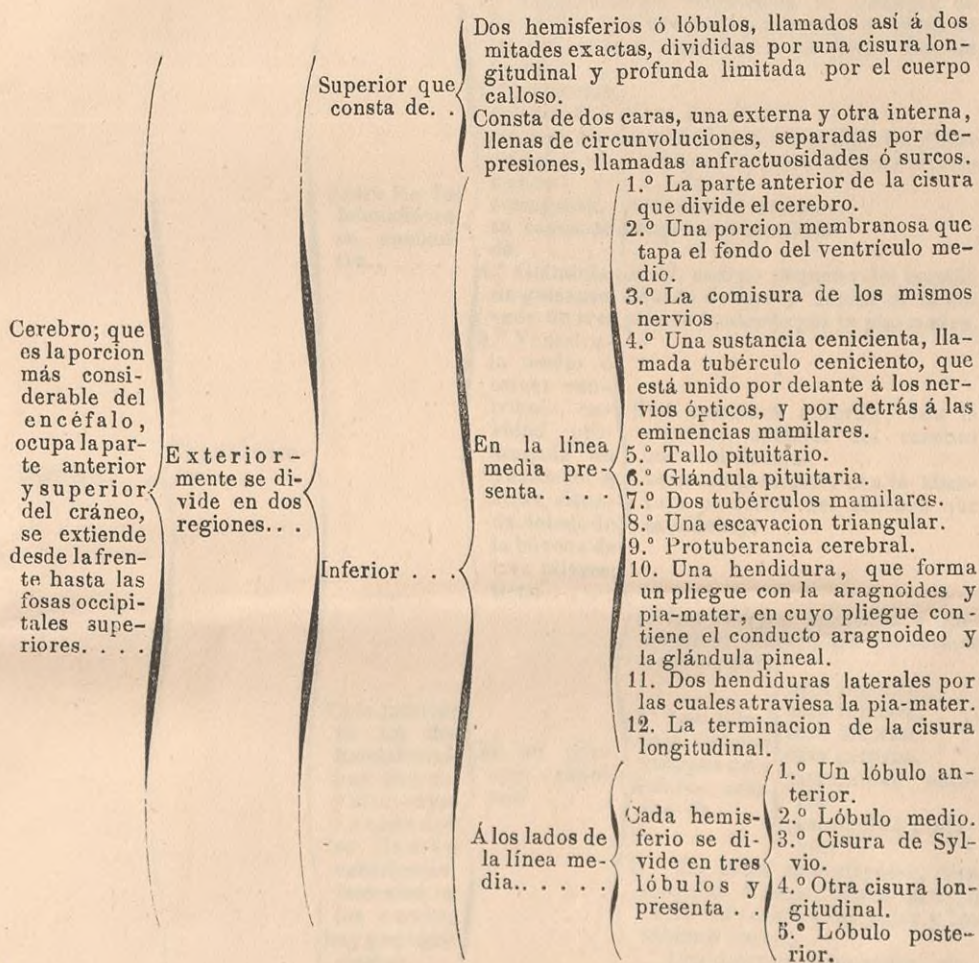 Cerebro; que
es la porcion
más consi-
derable del
encéfalo,
ocupa la par-
te anterior
y superior
del cráneo,
se extiende
desde la fren-
te hasta las
fosas occipi-
tales supe-
riores. . . .
Exterior-
mente se di-
vide en dos
regiones.. .
Superior que
consta de. .
Dos hemisferios ó lóbulos, llamados así á dos
mitades exactas, divididas por una cisura lon-
gitudinal y profunda limitada por el cuerpo
calloso.
Consta de dos caras, una externa y otra interna,
llenas de circunvoluciones, separadas por de-
presiones, llamadas anfractuosidades ó surcos.
Inferior . . .
En la línea
media pre-
senta. . . .
1.º La parte anterior de la cisura
que divide el cerebro.
2.º Una porcion membranosa que
tapa el fondo del ventrículo me-
dio.
3.º La comisura de los mismos
nervios
4.º Una sustancia cenicienta, lla-
mada tubérculo ceniciento, que
está unido por delante á los ner-
vios ópticos, y por detrás á las
eminencias mamilares.
5.º Tallo pituitario.
6.º Glándula pituitaria.
7.º Dos tubérculos mamilares.
8.º Una escavacion triangular.
9.º Protuberancia cerebral.
10. Una hendidura, que forma
un pliegue con la aragnoides y
pia-mater, en cuyo pliegue con-
tiene el conducto aragnoideo y
la glándula pineal.
11. Dos hendiduras laterales por
las cuales atraviesa la pia-mater.
12. La terminacion de la cisura
longitudinal.
Á los lados de
la línea me-
dia.. . . . .
Cada hemis-
ferio se di-
vide en tres
lóbulos y
presenta . .
1.º Un lóbulo an-
terior.
2.º Lóbulo medio.
3.º Cisura de Syl-
vio.
4.º Otra cisura lon-
gitudinal.
5.º Lóbulo poste-
rior.